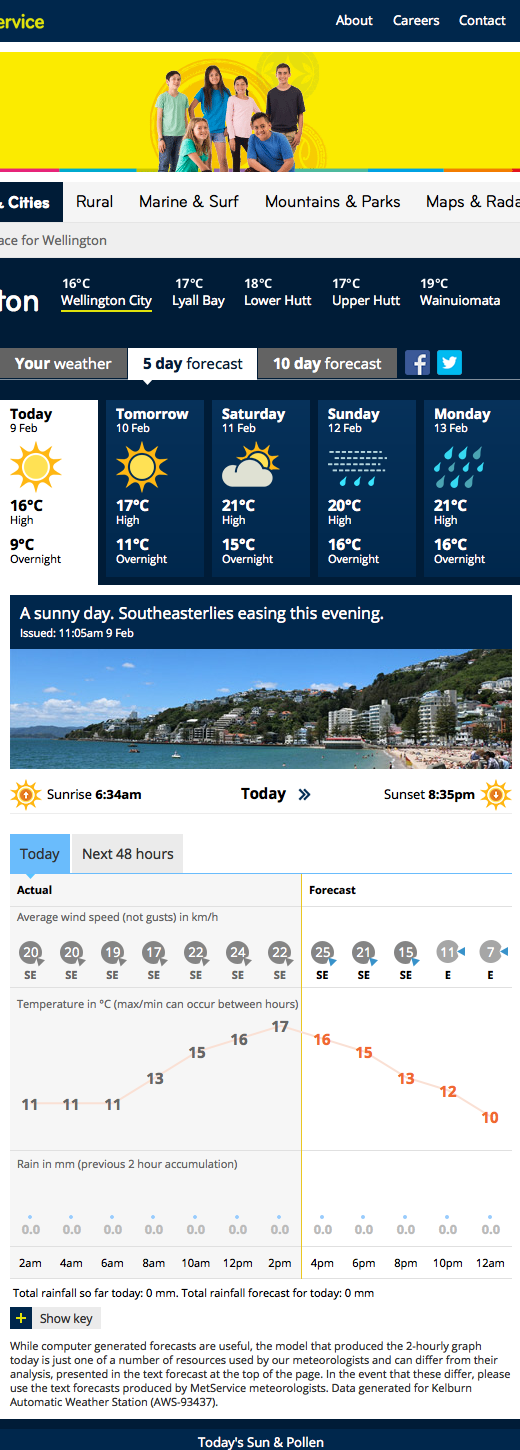 ervice
About Careers Contact
& Cities Rural Marine & Surf Mountains & Parks Maps & Rada
ace for Wellington
ton
16°C 17°C 18°C 17°C 19°C
Wellington City Lyall Bay Lower Hutt Upper Hutt Wainuiomata
Your weather 5 day forecast 10 day forecast
Today Tomorrow Saturday Sunday Monday
9 Feb 10 Feb 11 Feb 12 Feb 13 Feb
16°C 17°C 21°C 20°C 21°C
High High High High High
9°C 11°C 15°C 16°C 16°C
Overnight Overnight Overnight Overnight Overnight
A sunny day. Southeasterlies easing this evening.
Issued: 11:05am 9 Feb
Sunrise 6:34am Today » Sunset 8:35pm
Today Next 48 hours
Actual Forecast
Average wind speed (not gusts) in km/h
20 20 19 17 22 24 22 25 21 15 11 7
SE SE SE SE SE SE SE SE SE SE E E
Temperature in °C (max/min can occur between hours)
11 11 11 13 15 16 17 16 15 13 12 10
Rain in mm (previous 2 hour accumulation)
0.0 0.0 0.0 0.0 0.0 0.0 0.0 0.0 0.0 0.0 0.0 0.0
2am 4am 6am 8am 10am 12pm 2pm 4pm 6pm 8pm 10pm 12am
Total rainfall so far today: 0 mm. Total rainfall forecast for today: 0 mm
+ Show key
While computer generated forecasts are useful, the model that produced the 2-hourly graph
today is just one of a number of resources used by our meteorologists and can differ from their
analysis, presented in the text forecast at the top of the page. In the event that these differ, please
use the text forecasts produced by MetService meteorologists. Data generated for Kelburn
Automatic Weather Station (AWS-93437).
Today's Sun & Pollen